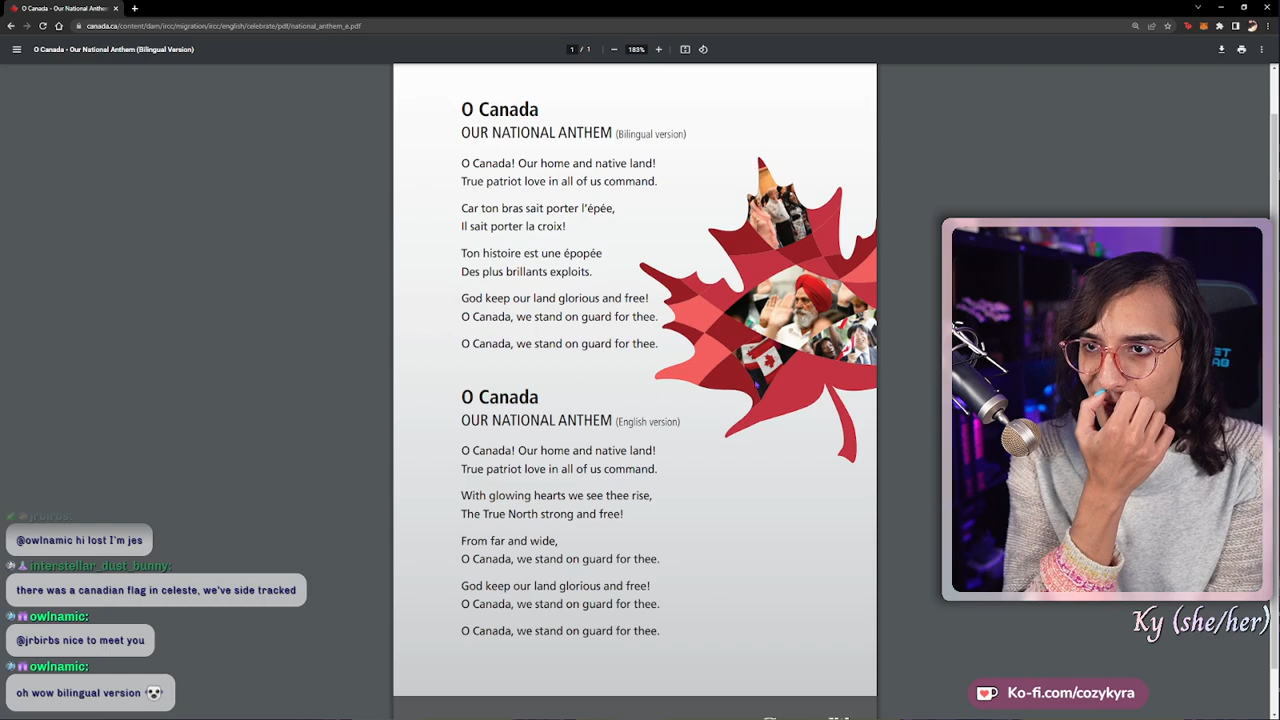 O Canada - Our National Anthem
canada.ca/content/dam/ircc/migration/ircc/english/celebrate/pdf/national_anthem_e.pdf
O Canada - Our National Anthem (Bilingual Version)
1 / 1
183%
O Canada
OUR NATIONAL ANTHEM (Bilingual version)
O Canada! Our home and native land!
True patriot love in all of us command.
Car ton bras sait porter l'épée,
Il sait porter la croix!
Ton histoire est une épopée
Des plus brillants exploits.
God keep our land glorious and free!
O Canada, we stand on guard for thee.
O Canada, we stand on guard for thee.
O Canada
OUR NATIONAL ANTHEM (English version)
O Canada! Our home and native land!
True patriot love in all of us command.
With glowing hearts we see thee rise,
The True North strong and free!
From far and wide,
O Canada, we stand on guard for thee.
God keep our land glorious and free!
O Canada, we stand on guard for thee.
O Canada, we stand on guard for thee.
jrbirbs:
@owlnamic hi lost I'm jes
interstellar_dust_bunny:
there was a canadian flag in celeste, we've side tracked
owlnamic:
@jrbirbs nice to meet you
owlnamic:
oh wow bilingual version
Ky (she/her)
Ko-fi.com/cozykyra